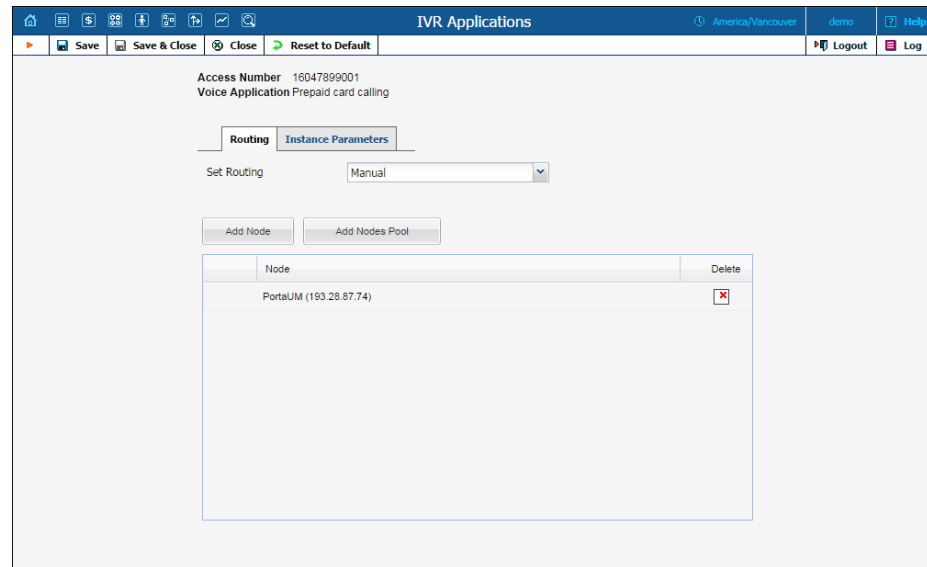 IVR Applications America/Vancouver demo ? Help
Save Save & Close Close Reset to Default Logout Log
Access Number 16047899001
Voice Application Prepaid card calling
Routing Instance Parameters
Set Routing Manual
Add Node Add Nodes Pool
Node Delete
PortaUM (193.28.87.74)